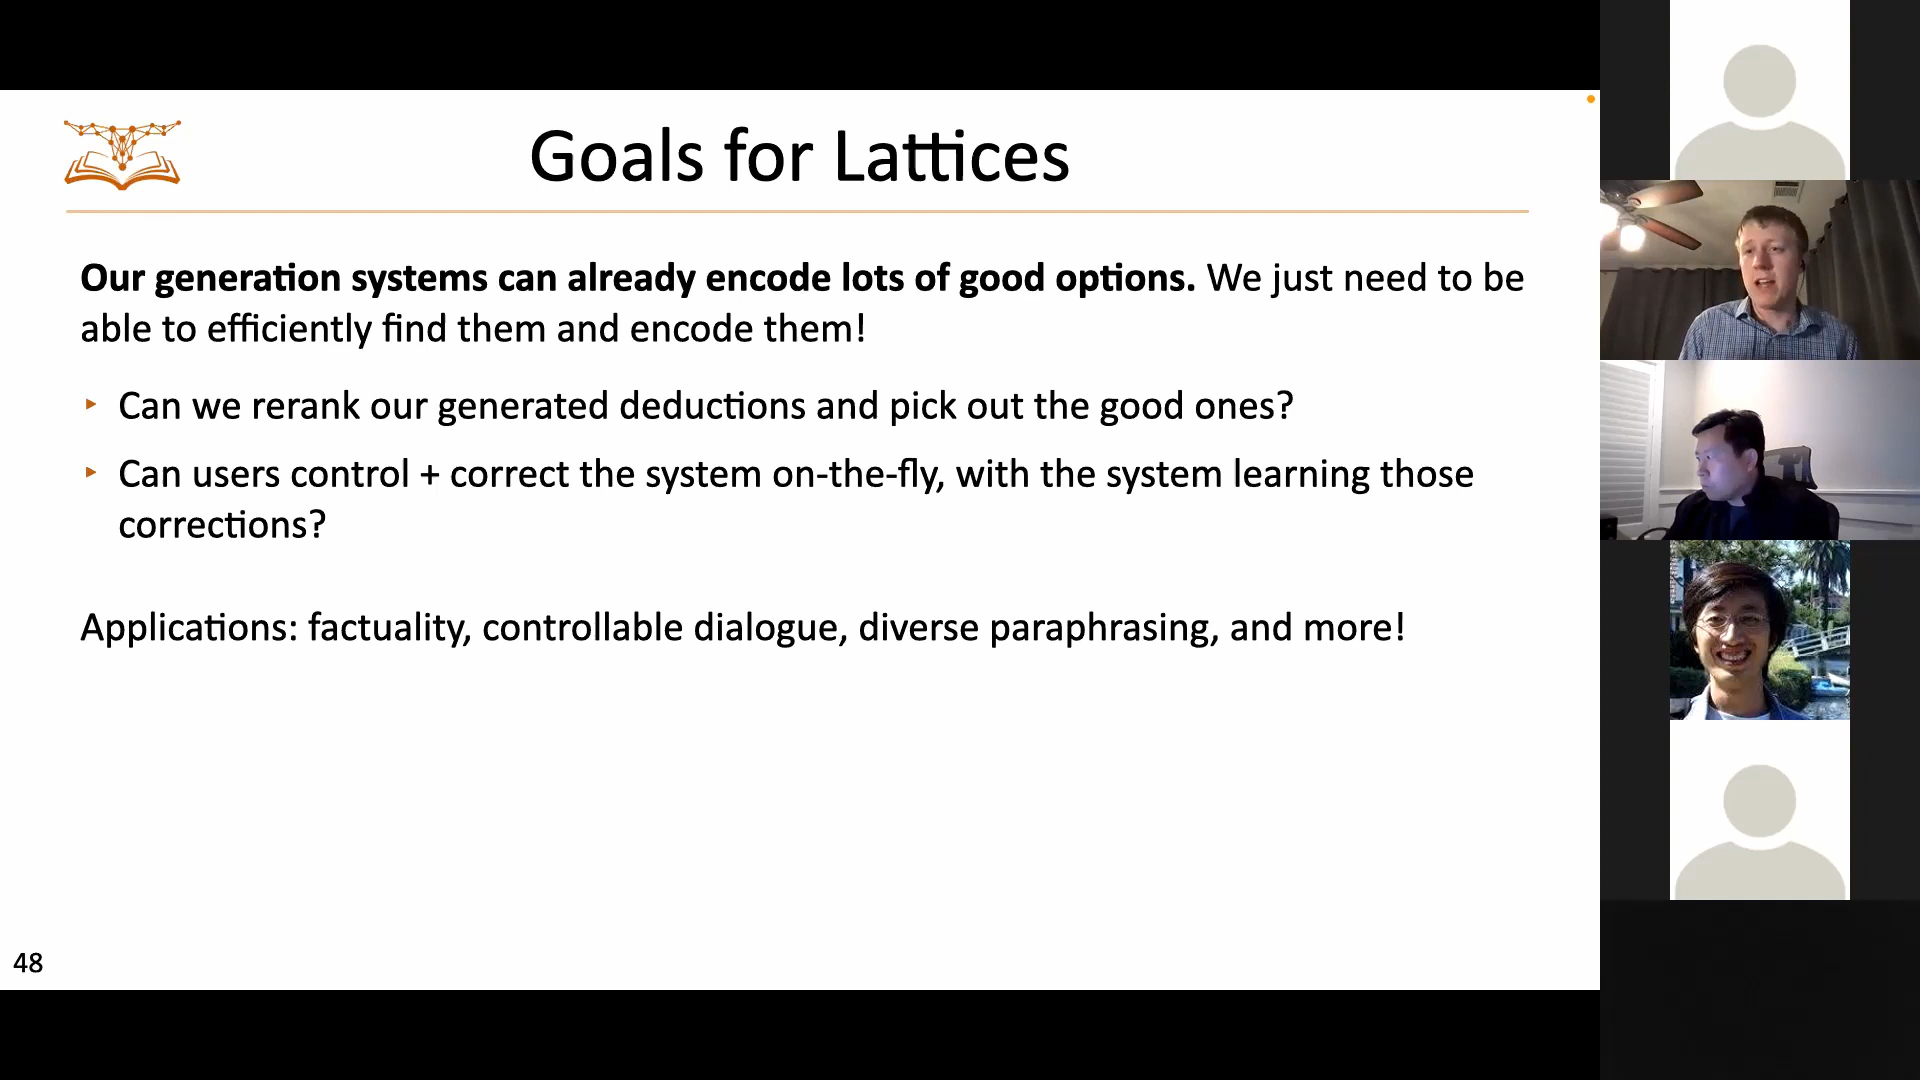 Goals for Lattices
Our generation systems can already encode lots of good options. We just need to be
able to efficiently find them and encode them!
Can we rerank our generated deductions and pick out the good ones?
Can users control + correct the system on-the-fly, with the system learning those
corrections?
Applications: factuality, controllable dialogue, diverse paraphrasing, and more!
48